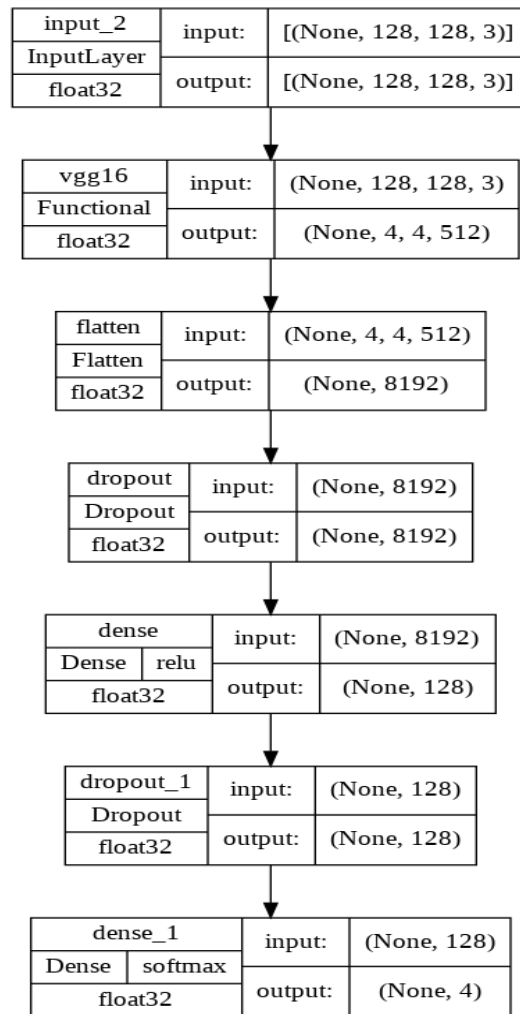 input_2 input: [(None, 128, 128, 3)]
InputLayer
float32 output: [(None, 128, 128, 3)]
vgg16 input: (None, 128, 128, 3)
Functional
float32 output: (None, 4, 4, 512)
flatten input: (None, 4, 4, 512)
Flatten
float32 output: (None, 8192)
dropout input: (None, 8192)
Dropout
float32 output: (None, 8192)
dense input: (None, 8192)
Dense relu
float32 output: (None, 128)
dropout_1 input: (None, 128)
Dropout
float32 output: (None, 128)
dense_1 input: (None, 128)
Dense softmax
float32 output: (None, 4)